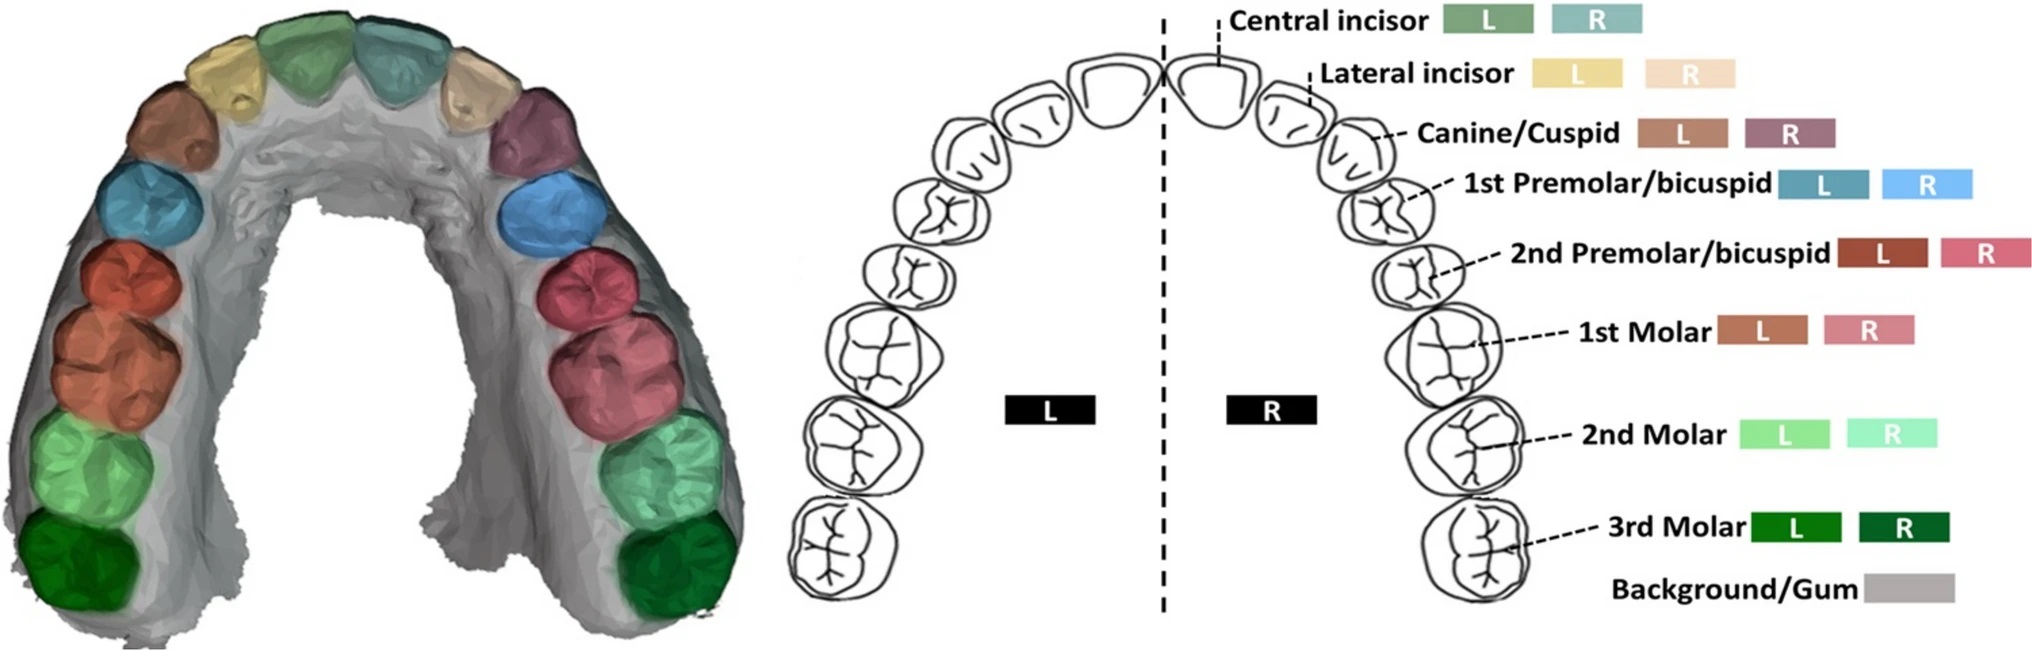 Central incisor L R
Lateral incisor L R
Canine/Cuspid L R
1st Premolar/bicuspid L R
2nd Premolar/bicuspid L R
1st Molar L R
L R
2nd Molar L R
3rd Molar L R
Background/Gum